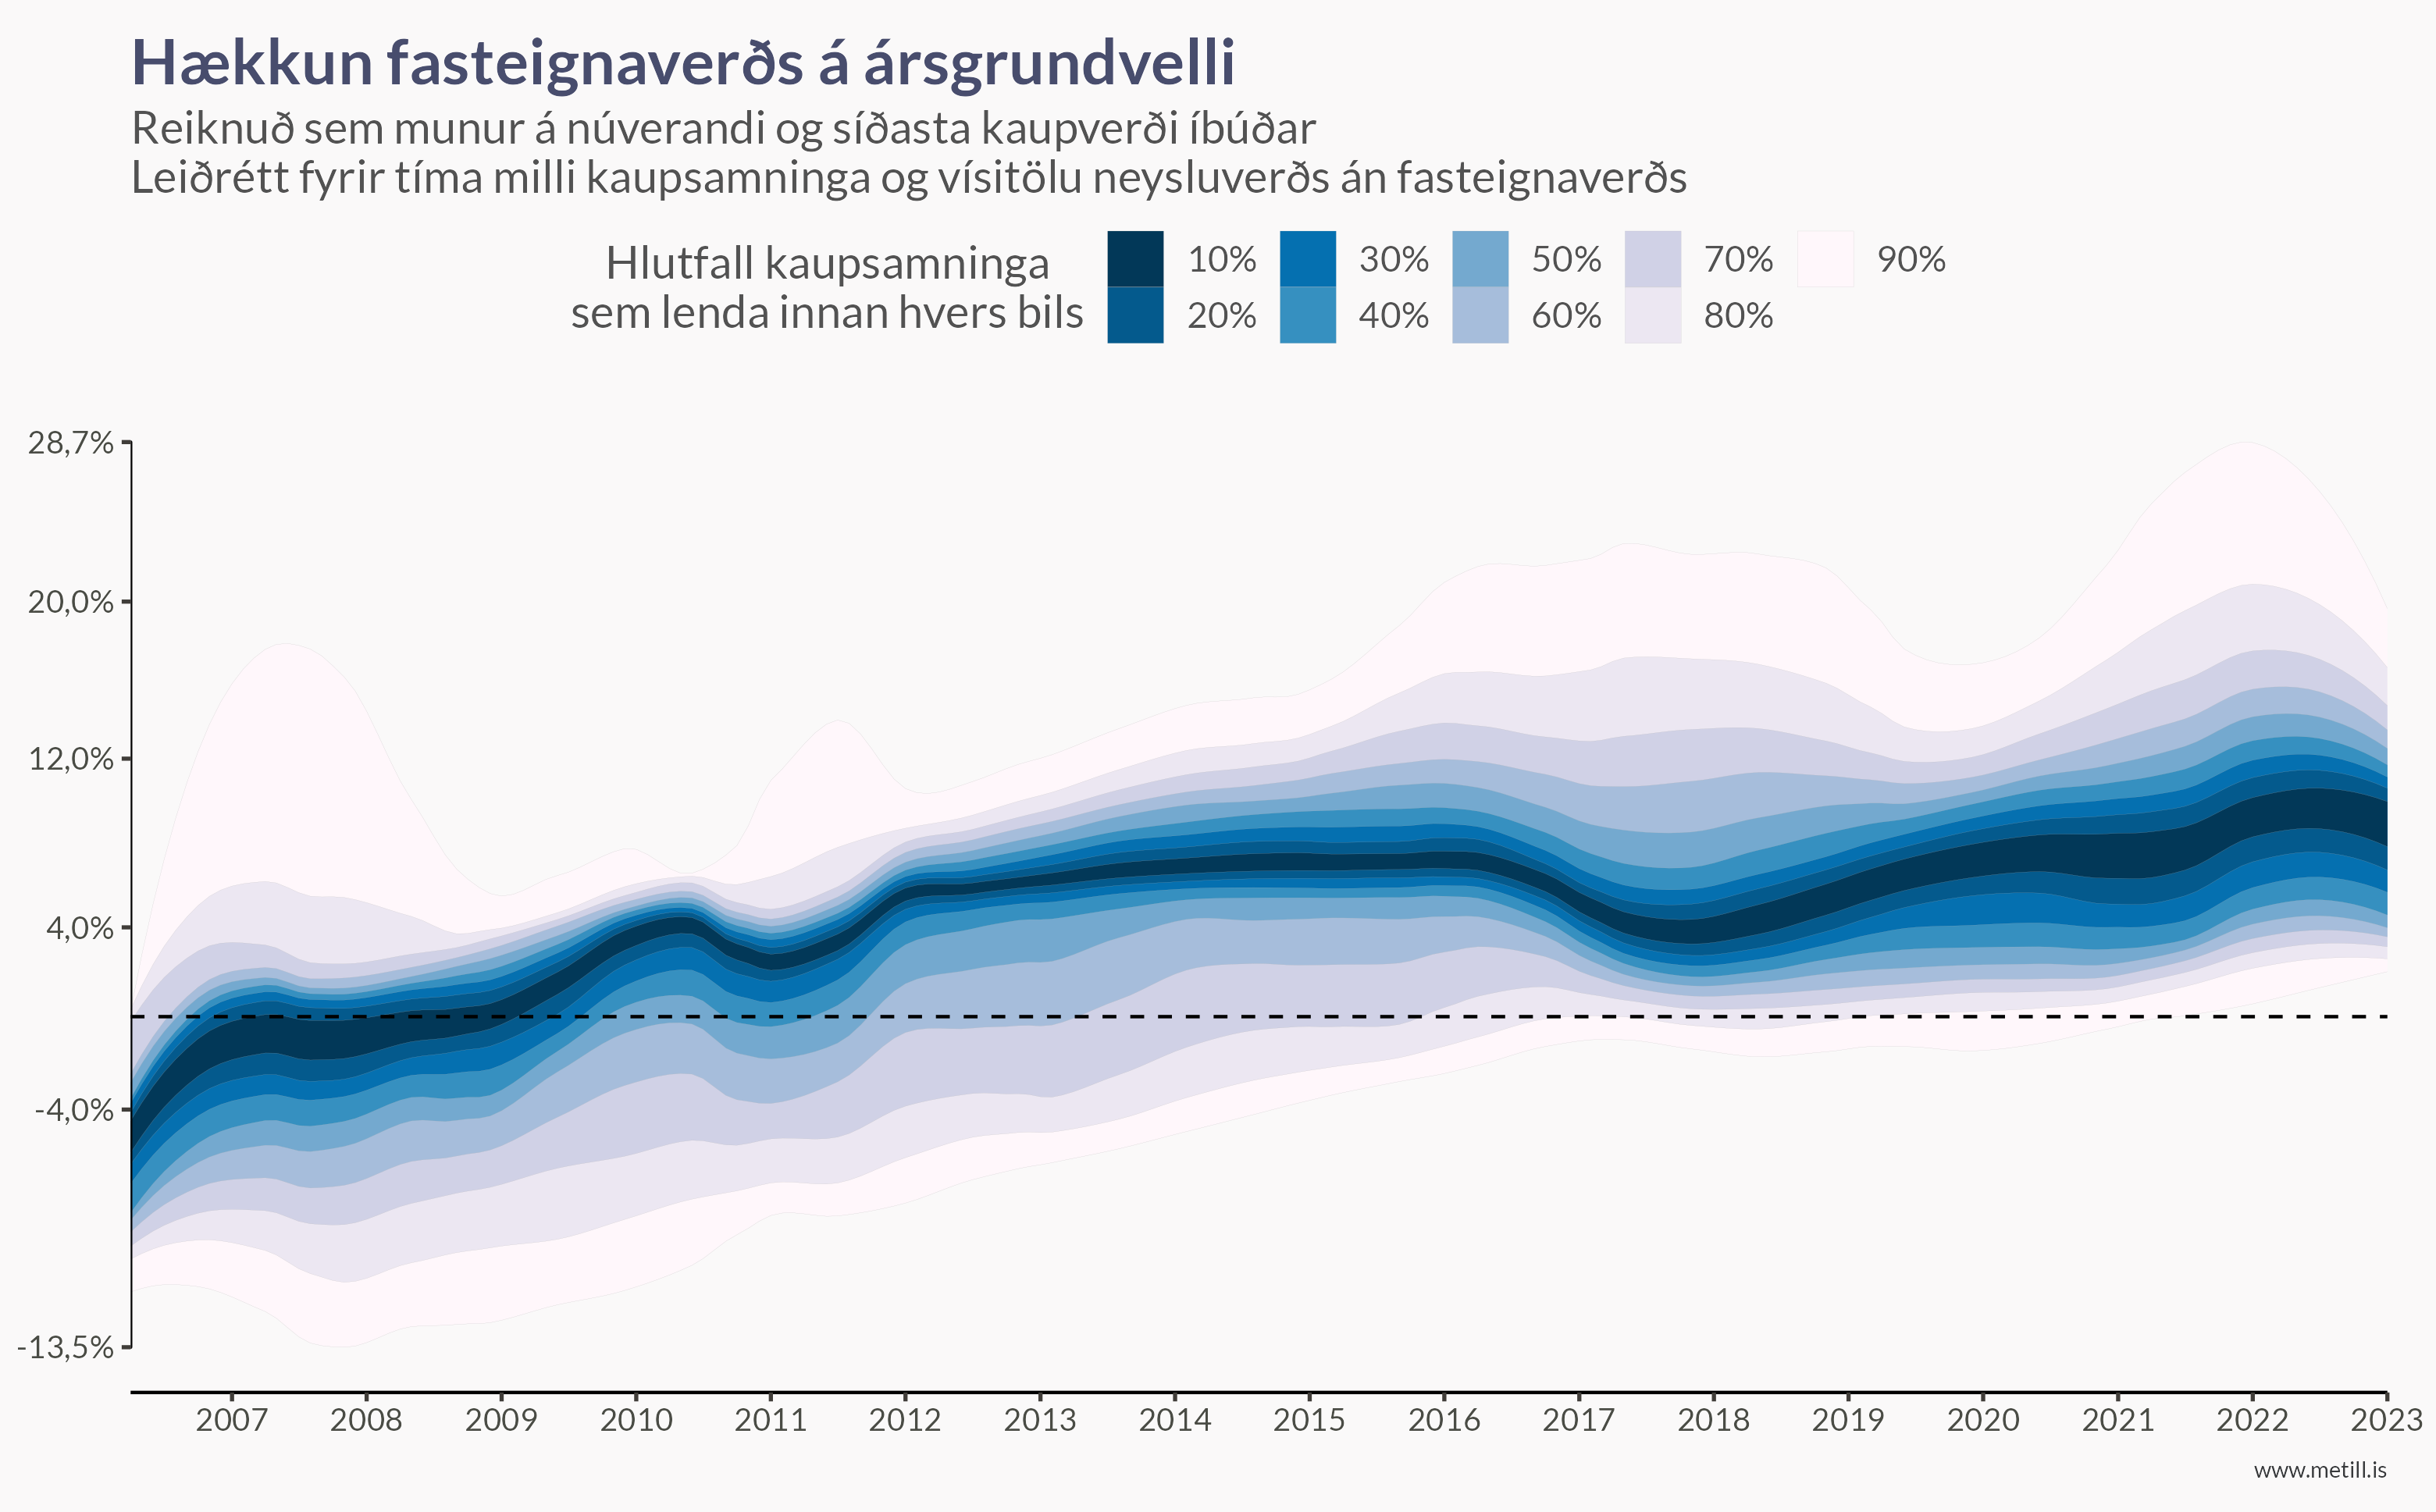 Hækkun fasteignaverðs á ársgrundvelli
Reiknuð sem munur á núverandi og síðasta kaupverði íbúðar
Leiðrétt fyrir tíma milli kaupsamninga og vísitölu neysluverðs án fasteignaverðs
Hlutfall kaupsamninga
sem lenda innan hvers bils
10% 30% 50% 70% 90%
20% 40% 60% 80%
28,7%
20,0%
12,0%
4,0%
-4,0%
-13,5%
2007 2008 2009 2010 2011 2012 2013 2014 2015 2016 2017 2018 2019 2020 2021 2022 2023
www.metill.is